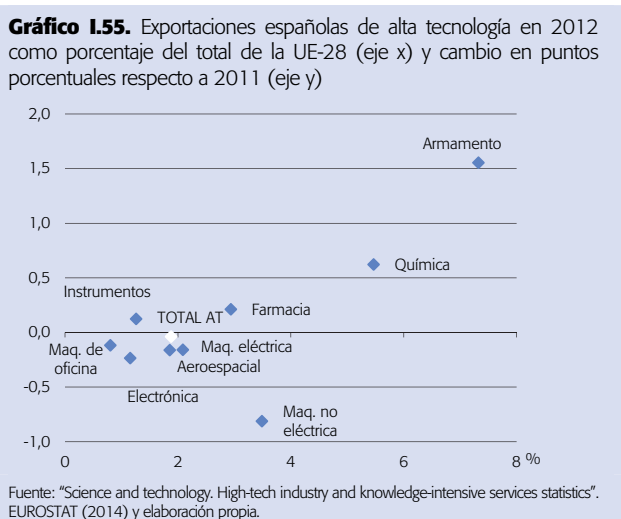 Gráfico I.55. Exportaciones españolas de alta tecnología en 2012
como porcentaje del total de la UE-28 (eje x) y cambio en puntos
porcentuales respecto a 2011 (eje y)
2,0
Armamento
1,5
1,0
Química
0,5
Instrumentos
Farmacia
TOTAL AT
0,0
Maq. de
oficina
Maq. eléctrica
Aeroespacial
-0,5
Electrónica
Maq. no
eléctrica
-1,0
0 2 4 6 8 %
Fuente: “Science and technology. High-tech industry and knowledge-intensive services statistics”.
EUROSTAT (2014) y elaboración propia.